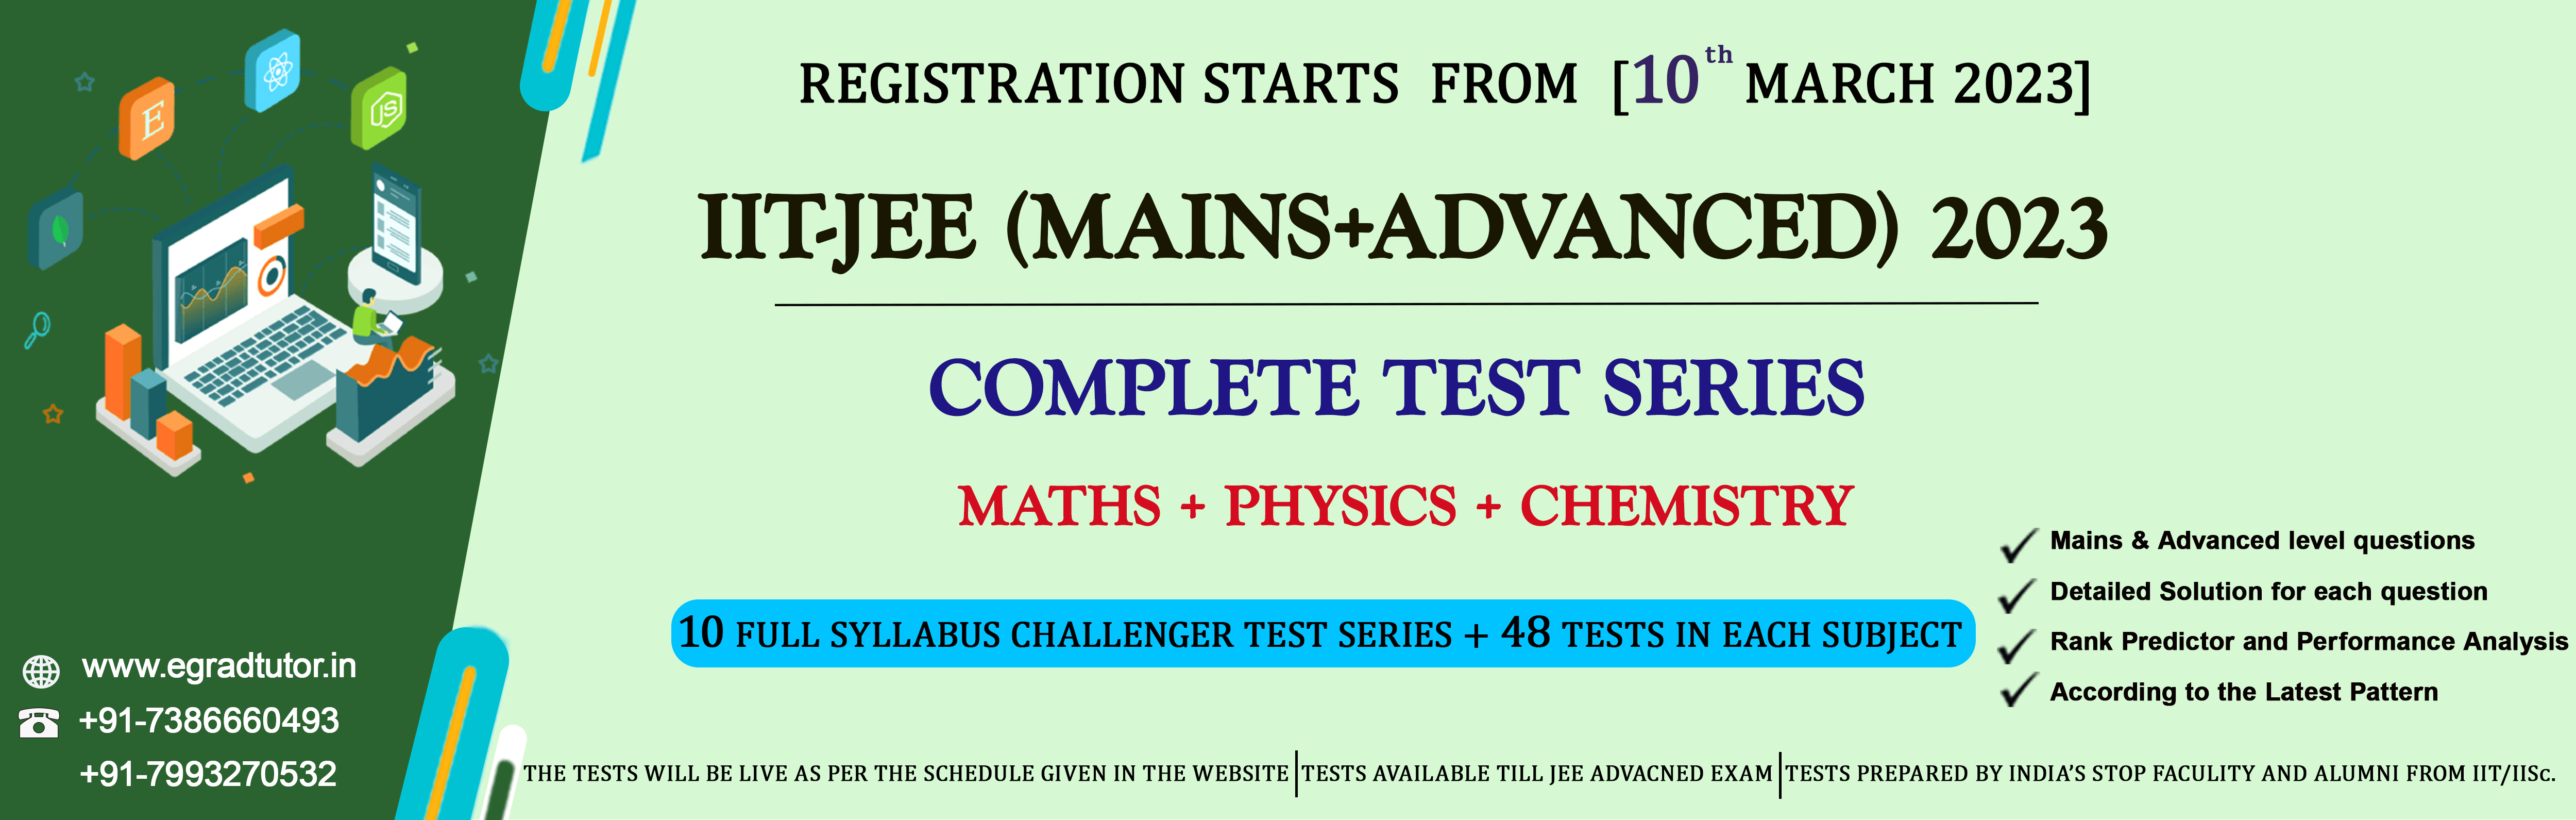 REGISTRATION STARTS FROM [10th MARCH 2023]
IIT-JEE (MAINS+ADVANCED) 2023
COMPLETE TEST SERIES
MATHS + PHYSICS + CHEMISTRY
10 FULL SYLLABUS CHALLENGER TEST SERIES + 48 TESTS IN EACH SUBJECT
Mains & Advanced level questions
Detailed Solution for each question
Rank Predictor and Performance Analysis
According to the Latest Pattern
E
JS
www.egradtutor.in
+91-7386660493
+91-7993270532
THE TESTS WILL BE LIVE AS PER THE SCHEDULE GIVEN IN THE WEBSITE | TESTS AVAILABLE TILL JEE ADVACNED EXAM | TESTS PREPARED BY INDIA'S STOP FACULITY AND ALUMNI FROM IIT/IISc.